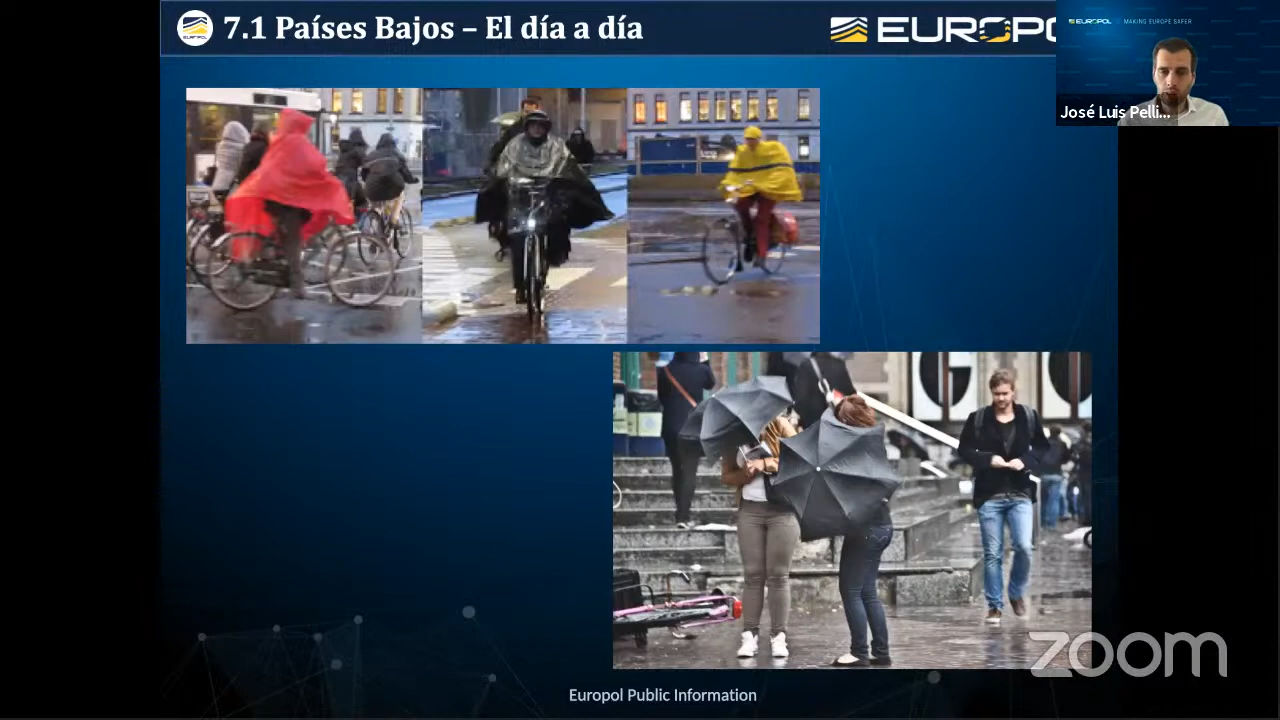 7.1 Países Bajos – El día a día
EUROPOL
EUROPOL MAKING EUROPE SAFER
José Luis Pelli...
Europol Public Information
zoom